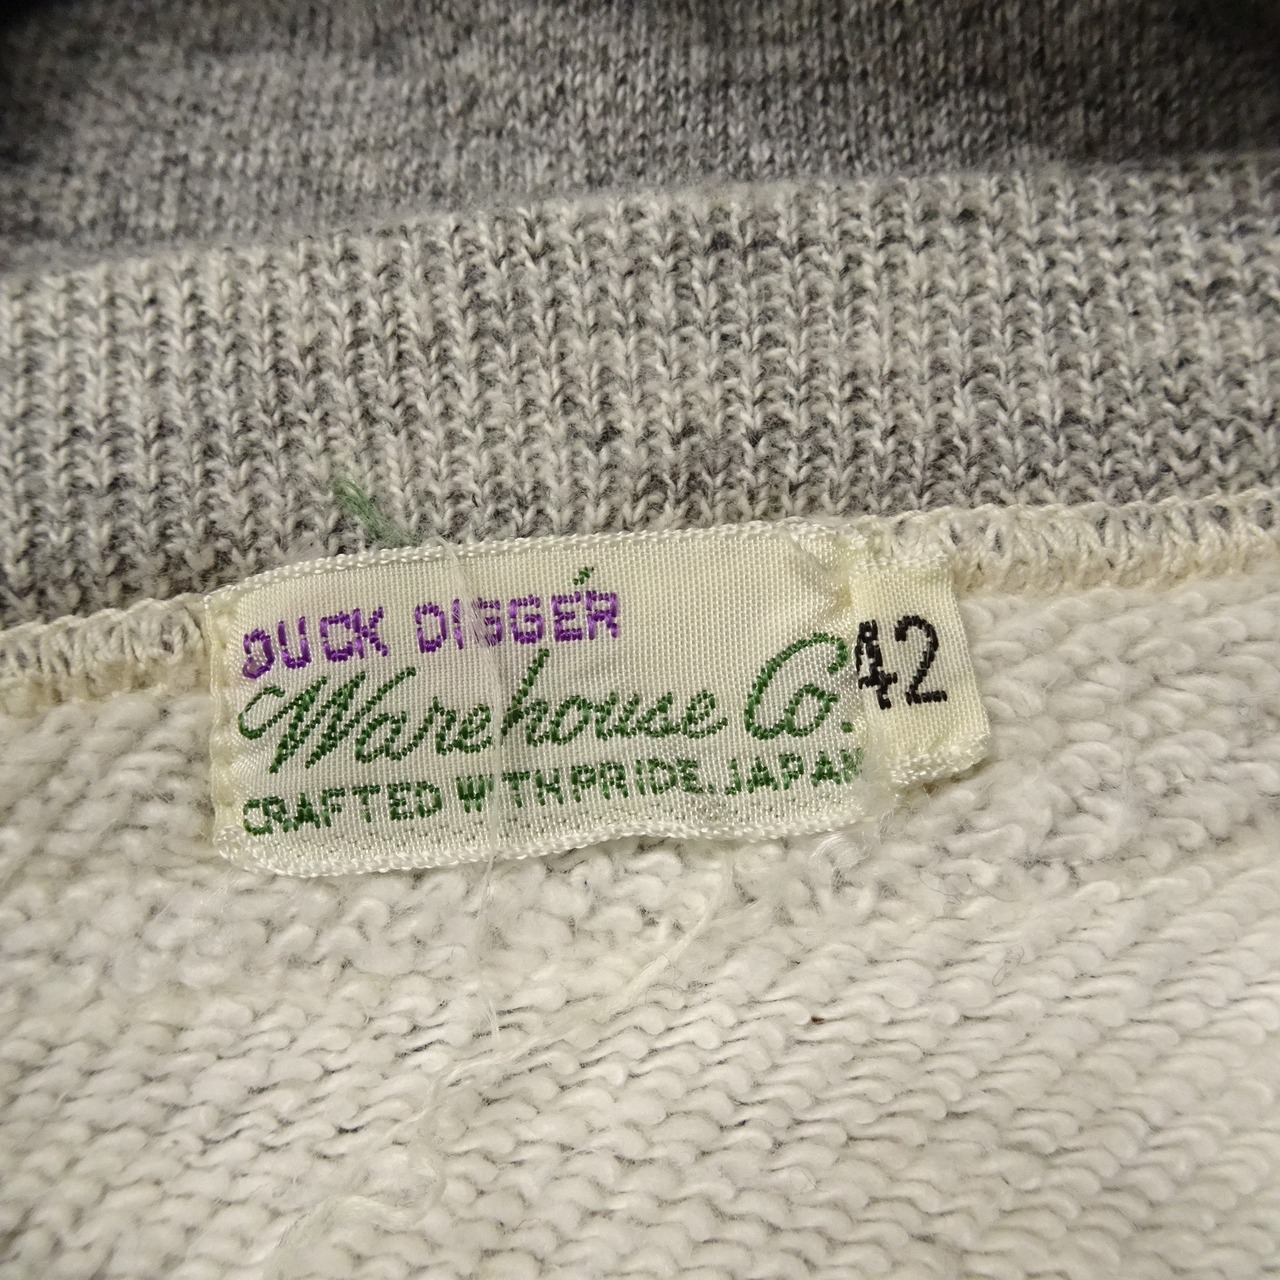 DUCK DIGGER
Warehouse Co.
CRAFTED WITH PRIDE. JAPAN
42